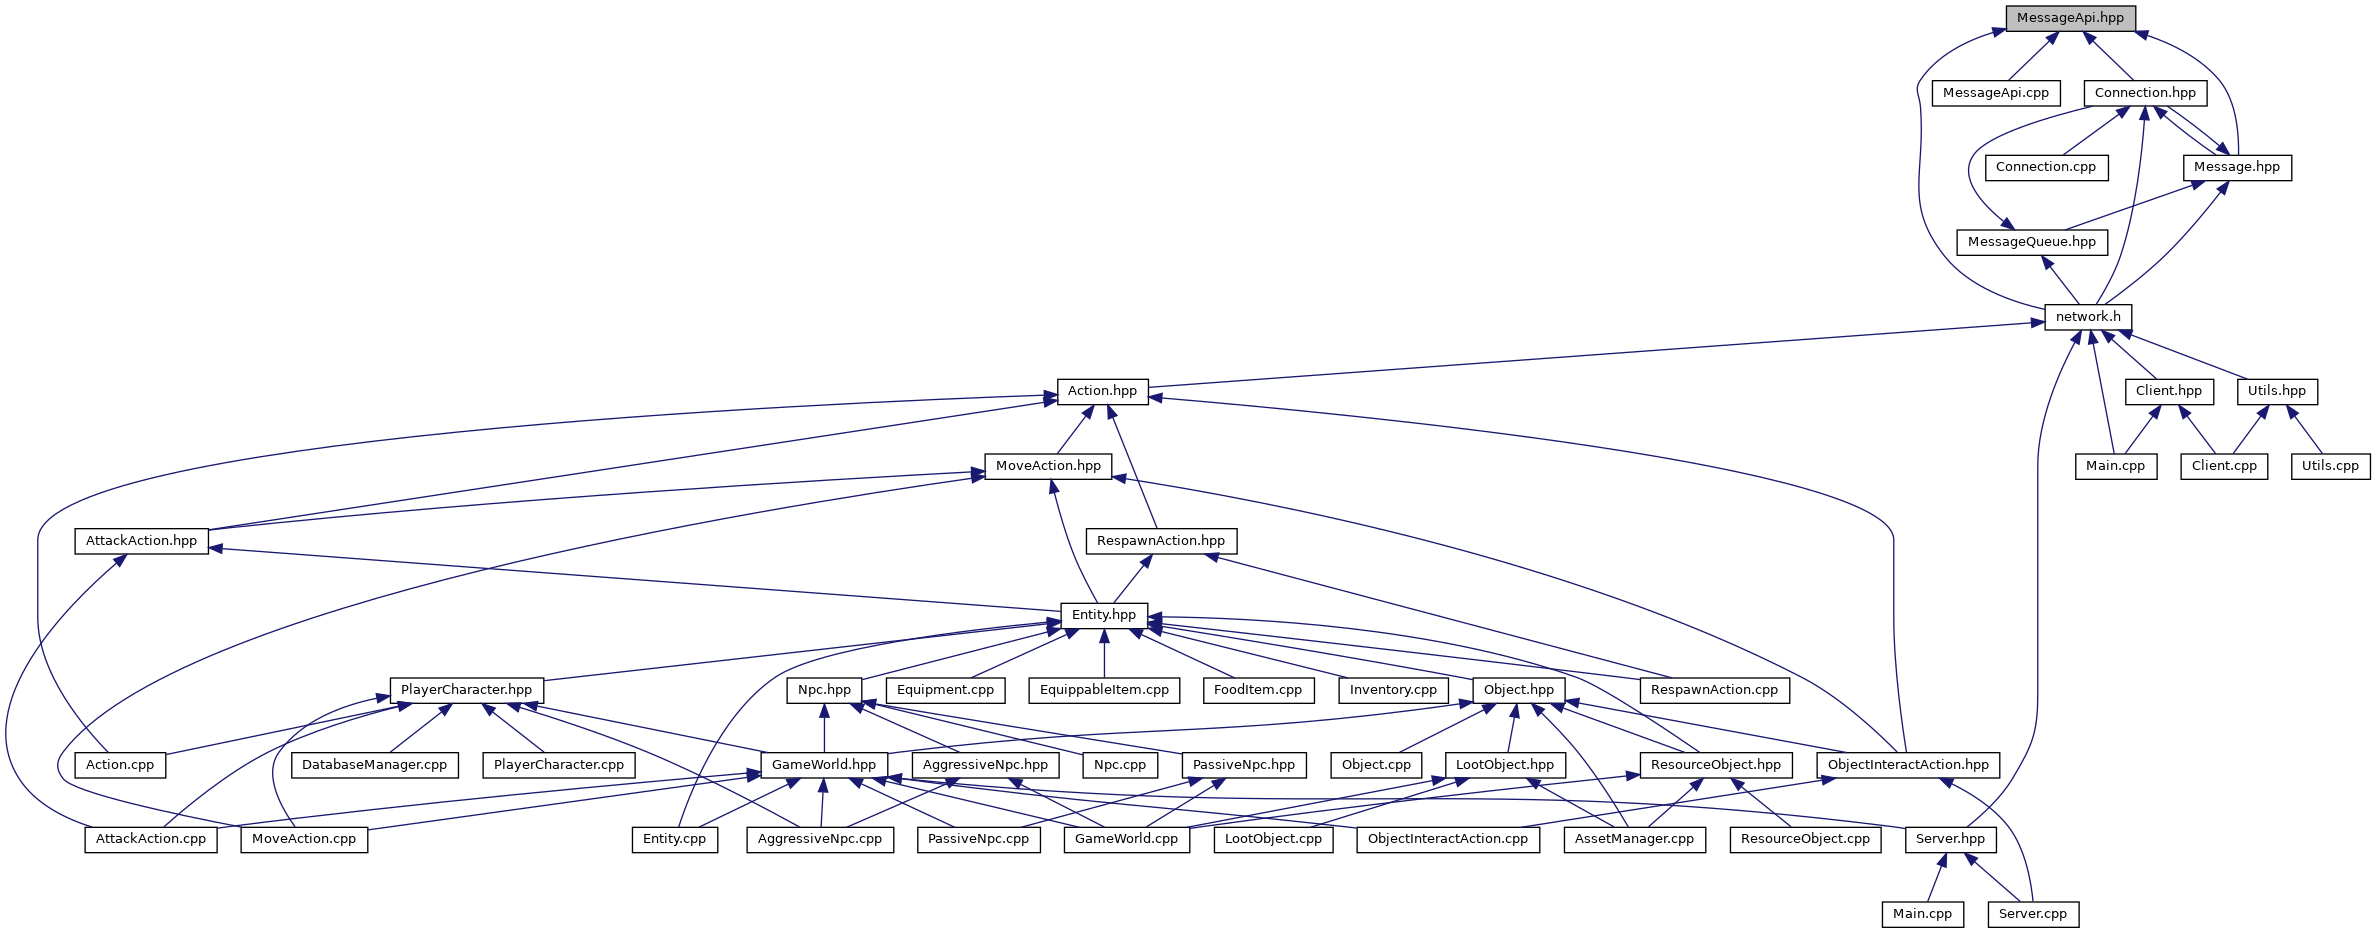 MessageApi.hpp
MessageApi.cpp
Connection.hpp
Connection.cpp
Message.hpp
MessageQueue.hpp
network.h
Action.hpp
Client.hpp
Utils.hpp
MoveAction.hpp
Main.cpp
Client.cpp
Utils.cpp
AttackAction.hpp
RespawnAction.hpp
Entity.hpp
PlayerCharacter.hpp
Npc.hpp
Equipment.cpp
EquippableItem.cpp
FoodItem.cpp
Inventory.cpp
Object.hpp
RespawnAction.cpp
Action.cpp
DatabaseManager.cpp
PlayerCharacter.cpp
GameWorld.hpp
AggressiveNpc.hpp
Npc.cpp
PassiveNpc.hpp
Object.cpp
LootObject.hpp
ResourceObject.hpp
ObjectInteractAction.hpp
AttackAction.cpp
MoveAction.cpp
Entity.cpp
AggressiveNpc.cpp
PassiveNpc.cpp
GameWorld.cpp
LootObject.cpp
ObjectInteractAction.cpp
AssetManager.cpp
ResourceObject.cpp
Server.hpp
Main.cpp
Server.cpp